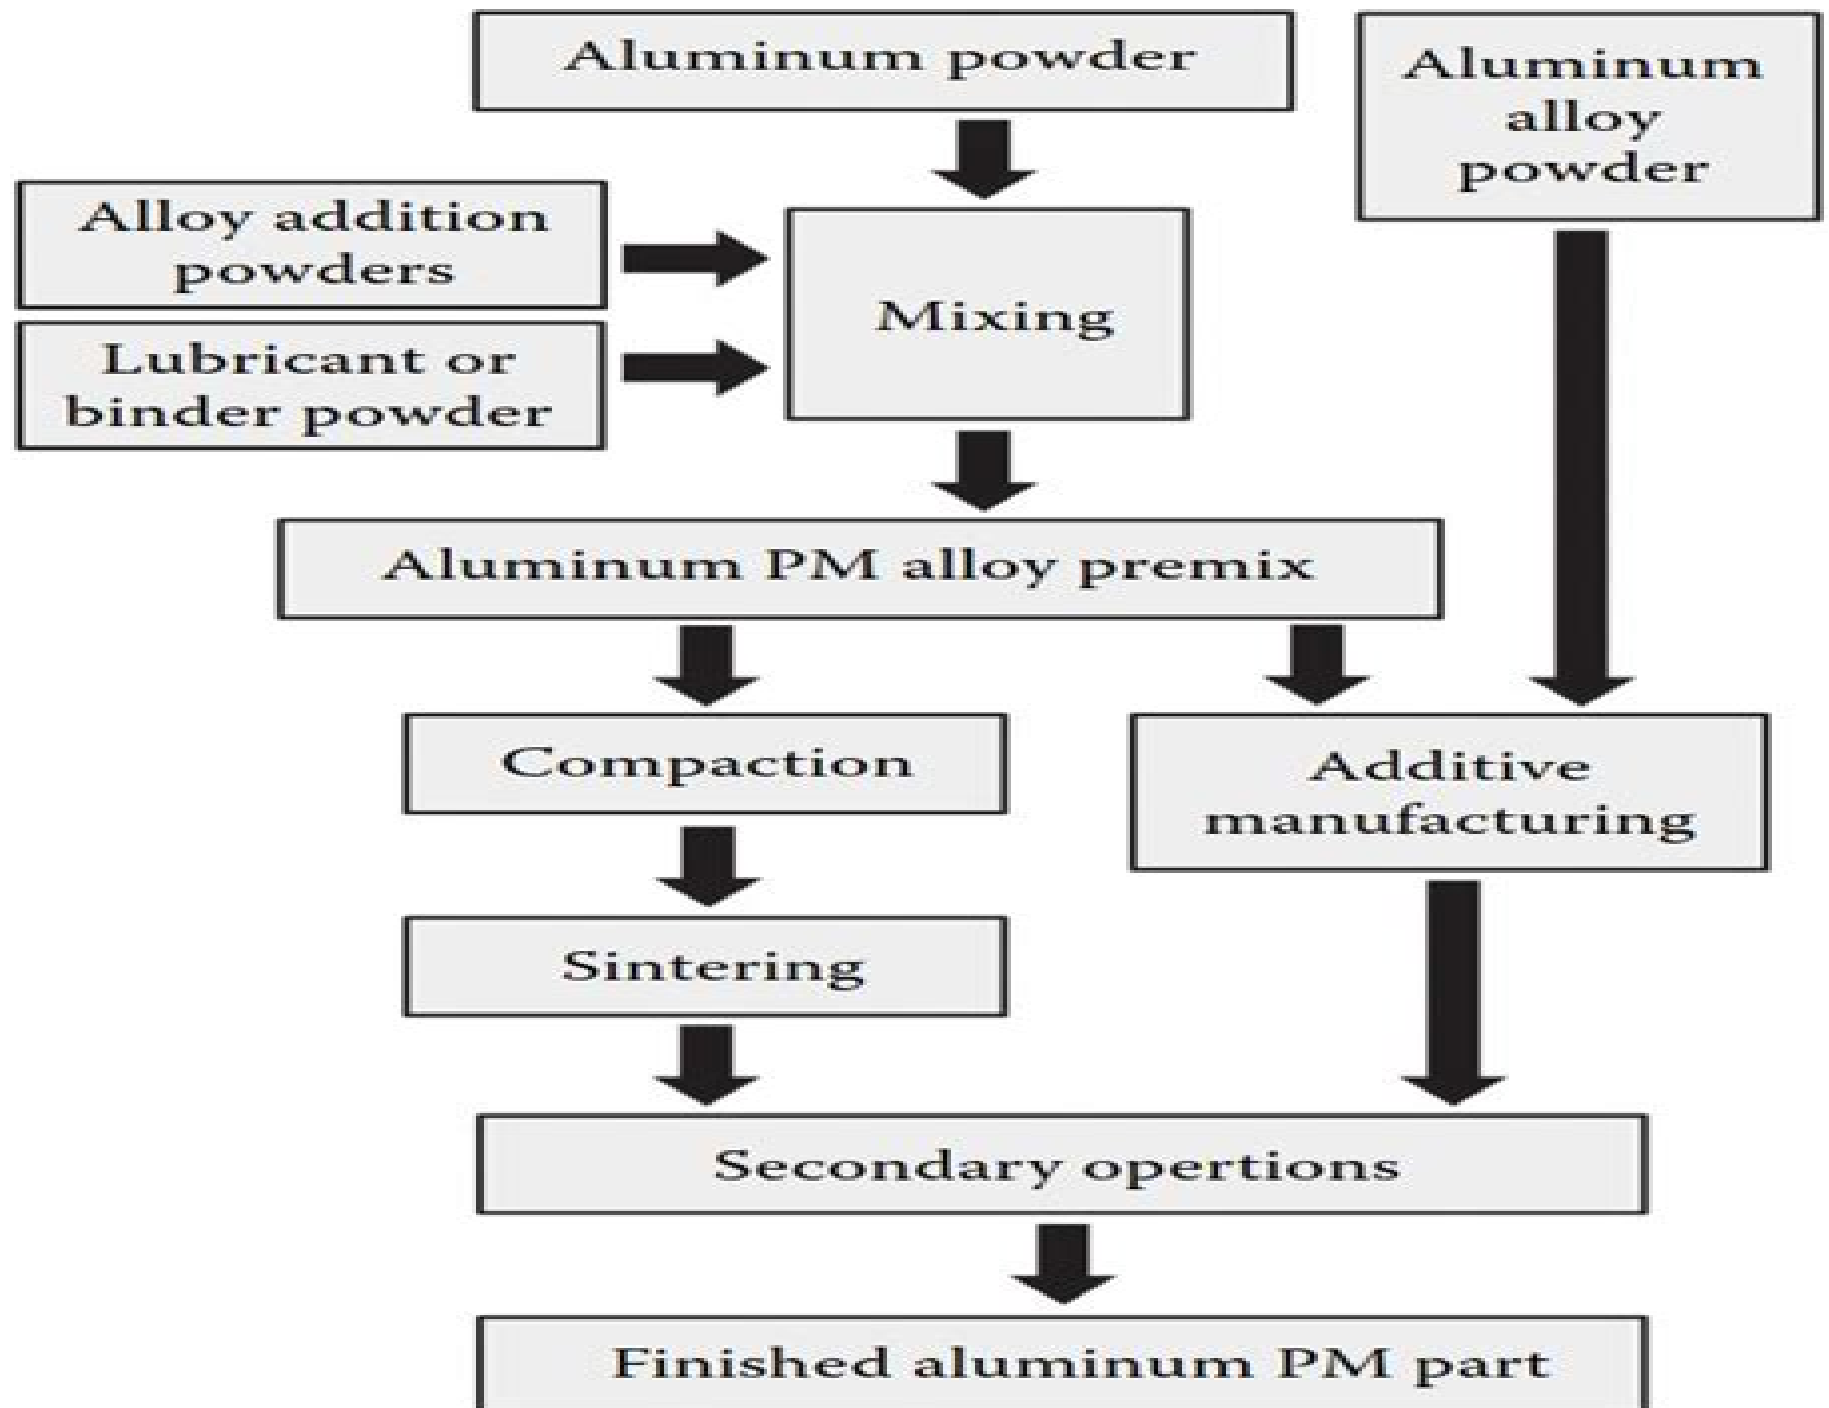 Aluminum powder
Aluminum
alloy
powder
Alloy addition
powders
Lubricant or
binder powder
Mixing
Aluminum PM alloy premix
Compaction
Additive
manufacturing
Sintering
Secondary opertions
Finished aluminum PM part